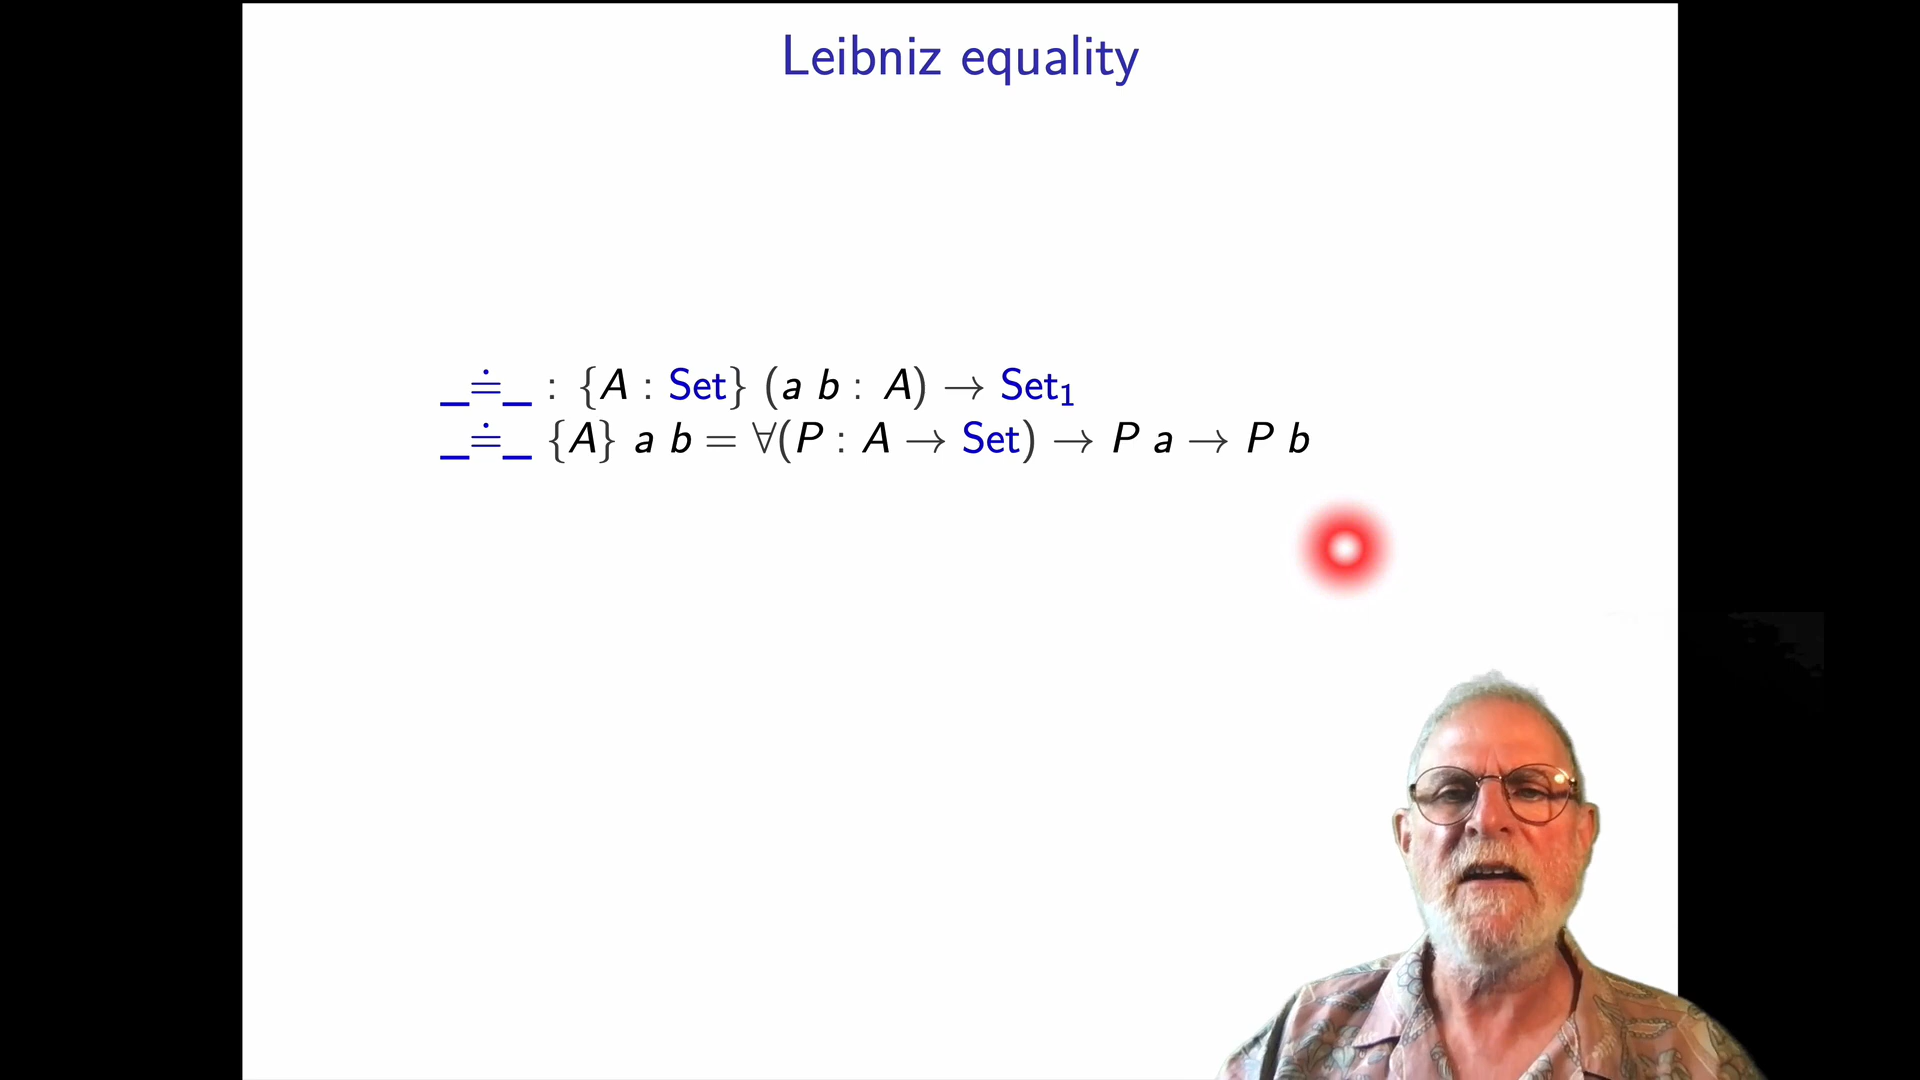 Leibniz equality
_≐_ : {A : Set} (a b : A) → Set₁
_≐_ {A} a b = ∀(P : A → Set) → P a → P b